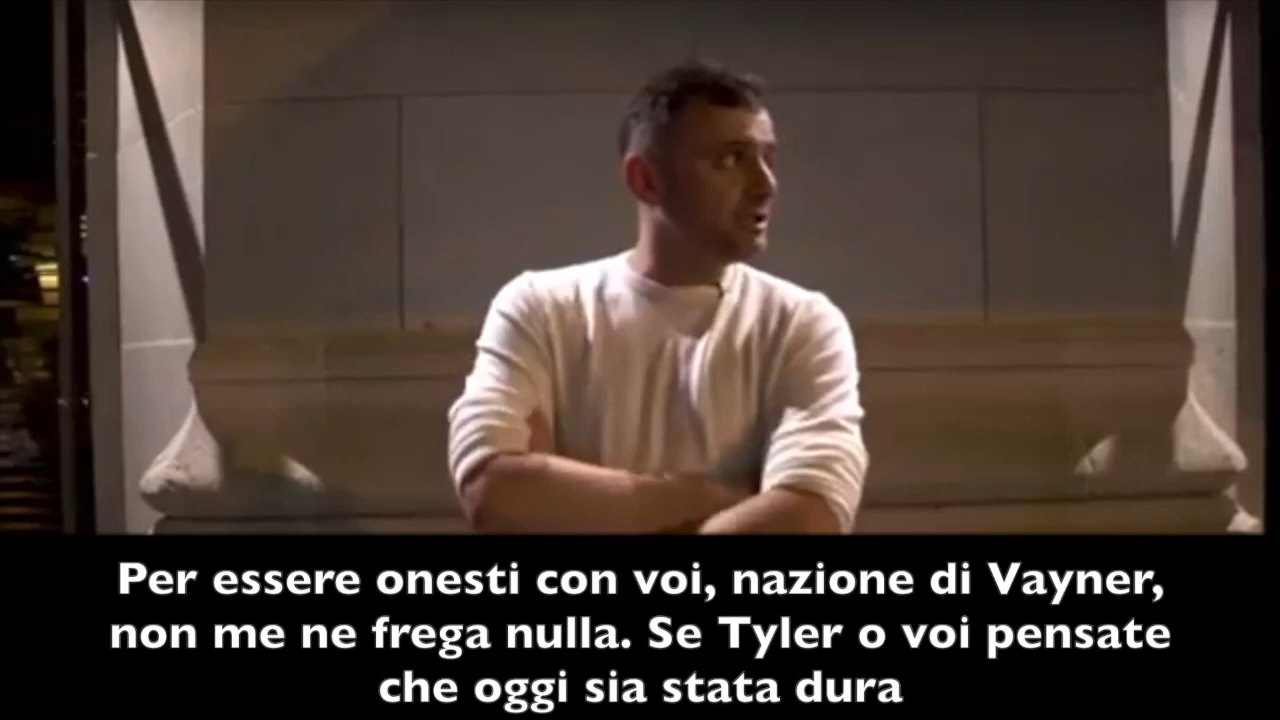 Per essere onesti con voi, nazione di Vayner,
non me ne frega nulla. Se Tyler o voi pensate
che oggi sia stata dura